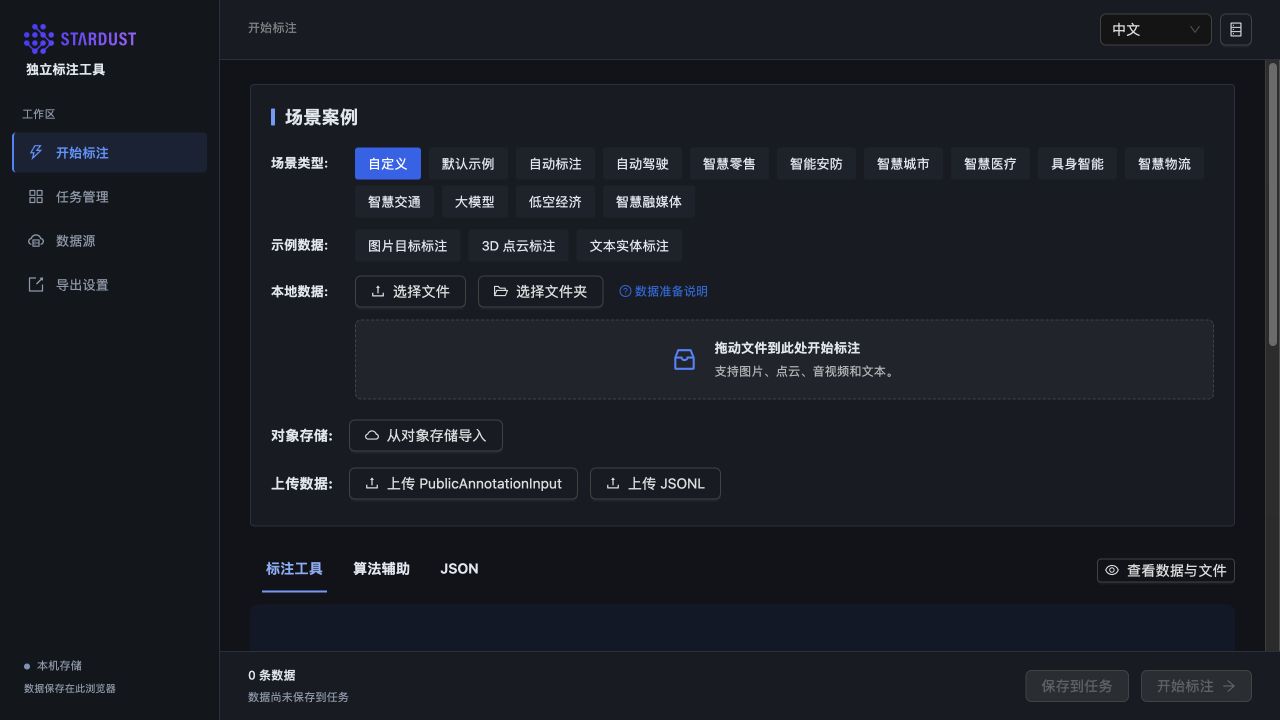 STARDUST
独立标注工具
工作区
开始标注
任务管理
数据源
导出设置
本机存储
数据保存在此浏览器
开始标注
中文
场景案例
场景类型: 自定义 默认示例 自动标注 自动驾驶 智慧零售 智能安防 智慧城市 智慧医疗 具身智能 智慧物流
智慧交通 大模型 低空经济 智慧融媒体
示例数据: 图片目标标注 3D 点云标注 文本实体标注
本地数据: 选择文件 选择文件夹 数据准备说明
拖动文件到此处开始标注
支持图片、点云、音视频和文本。
对象存储: 从对象存储导入
上传数据: 上传 PublicAnnotationInput 上传 JSONL
标注工具 算法辅助 JSON 查看数据与文件
0 条数据
数据尚未保存到任务
保存到任务 开始标注